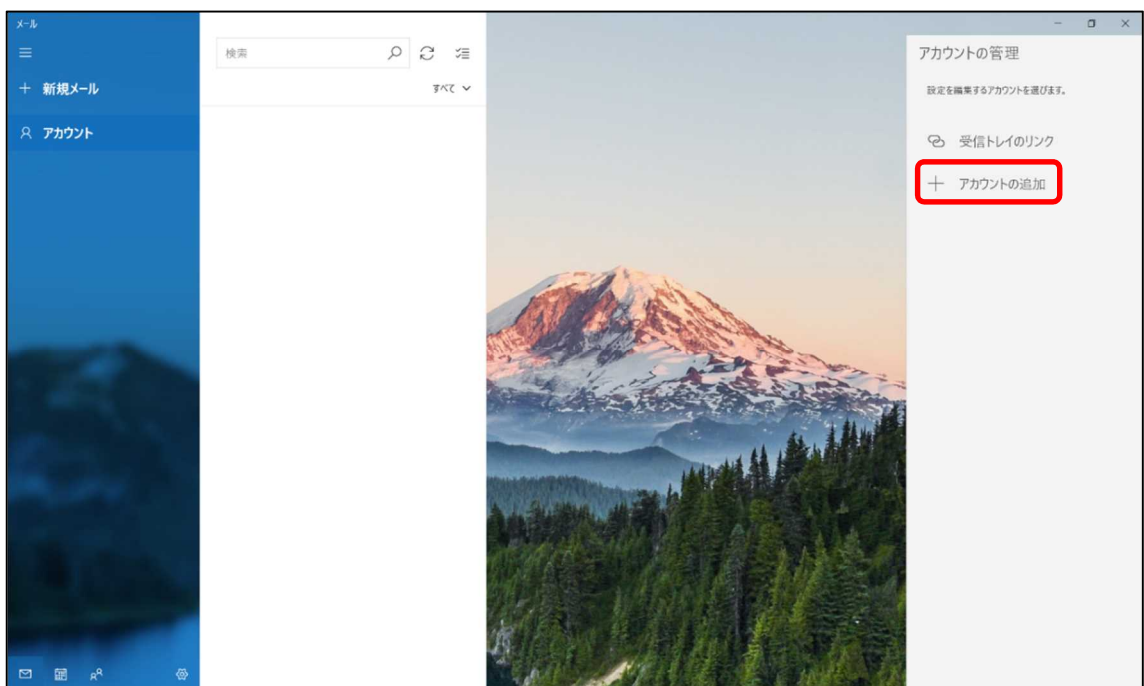 メール
新規メール
アカウント
検索
すべて
アカウントの管理
設定を編集するアカウントを選びます。
受信トレイのリンク
アカウントの追加